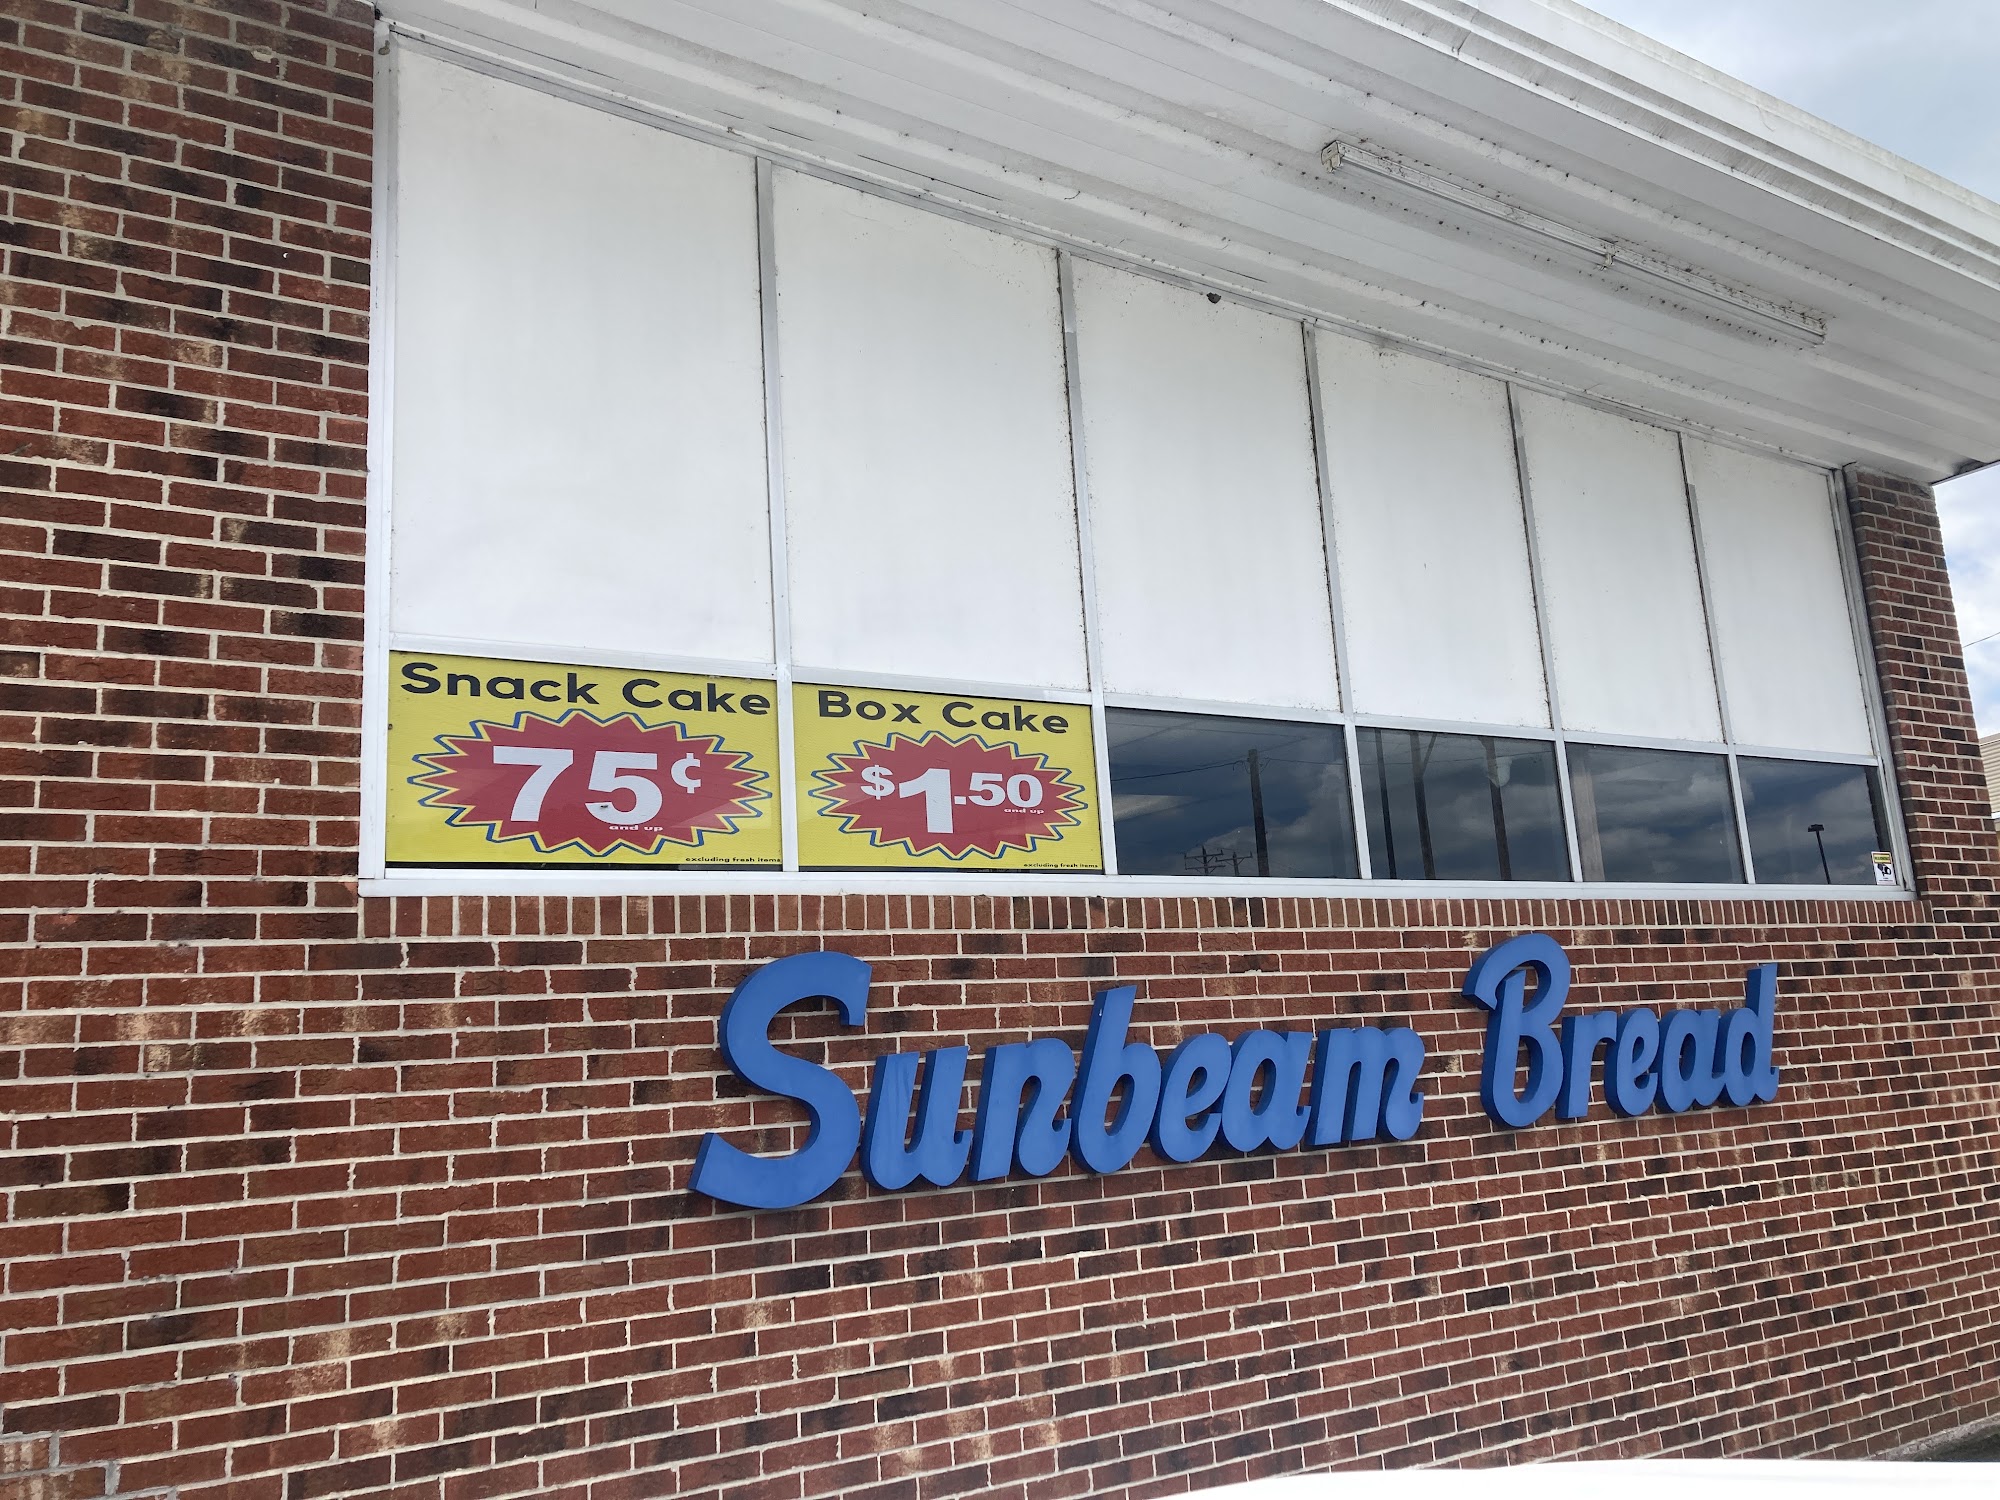 Snack Cake
75¢
and up
excluding fresh items
Box Cake
$1.50
and up
excluding fresh items
Sunbeam Bread